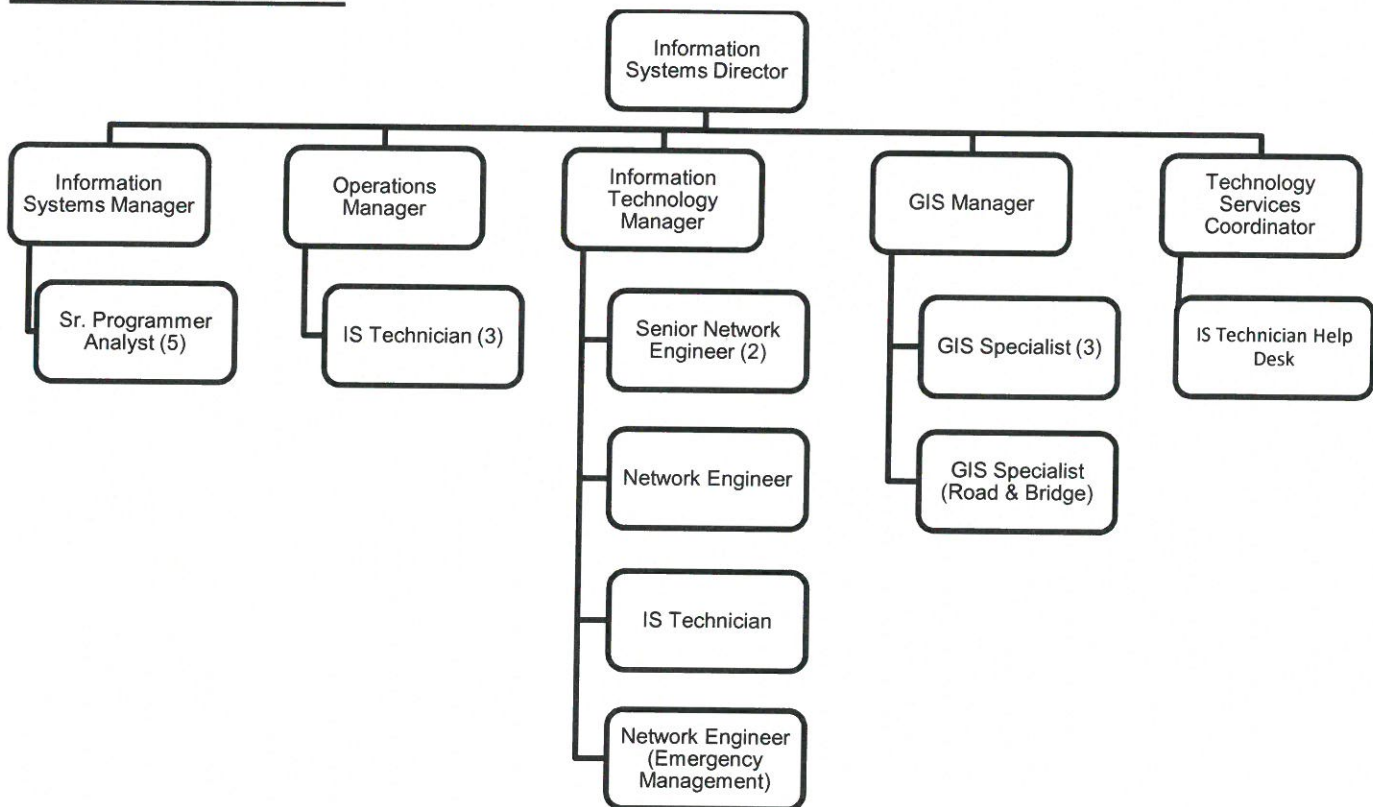 Information
Systems Director
Information
Systems Manager
Operations
Manager
Information
Technology
Manager
GIS Manager
Technology
Services
Coordinator
Sr. Programmer
Analyst (5)
IS Technician (3)
Senior Network
Engineer (2)
GIS Specialist (3)
IS Technician Help
Desk
Network Engineer
GIS Specialist
(Road & Bridge)
IS Technician
Network Engineer
(Emergency
Management)